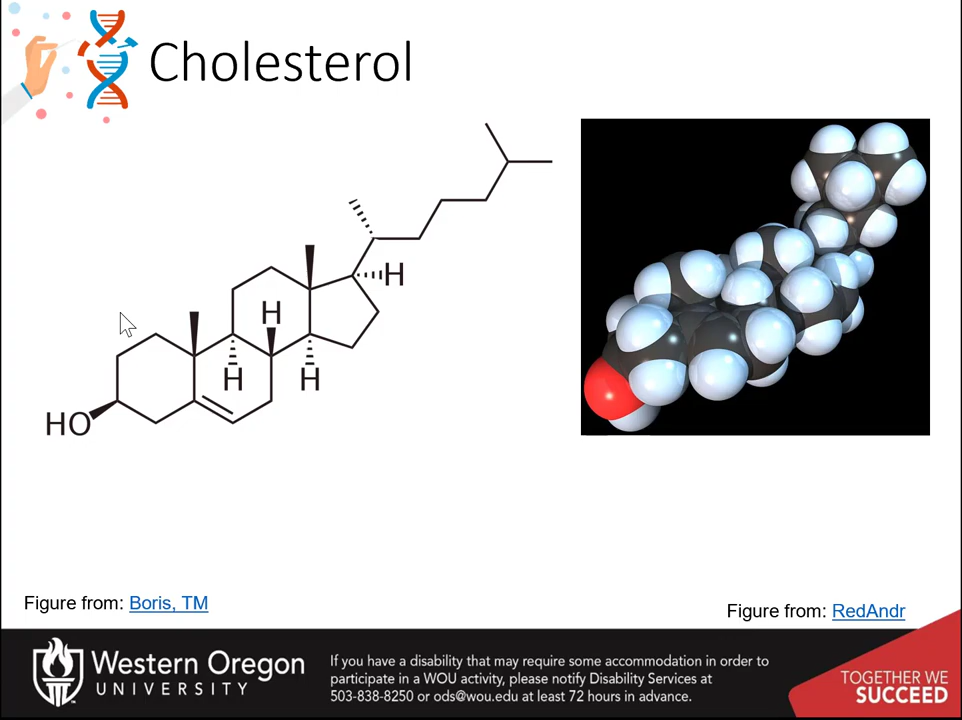 Cholesterol
H
H
H
H
HO
Figure from: Boris, TM
Figure from: RedAndr
Western Oregon
UNIVERSITY
If you have a disability that may require some accommodation in order to
participate in a WOU activity, please notify Disability Services at
503-838-8250 or ods@wou.edu at least 72 hours in advance.
TOGETHER WE
SUCCEED